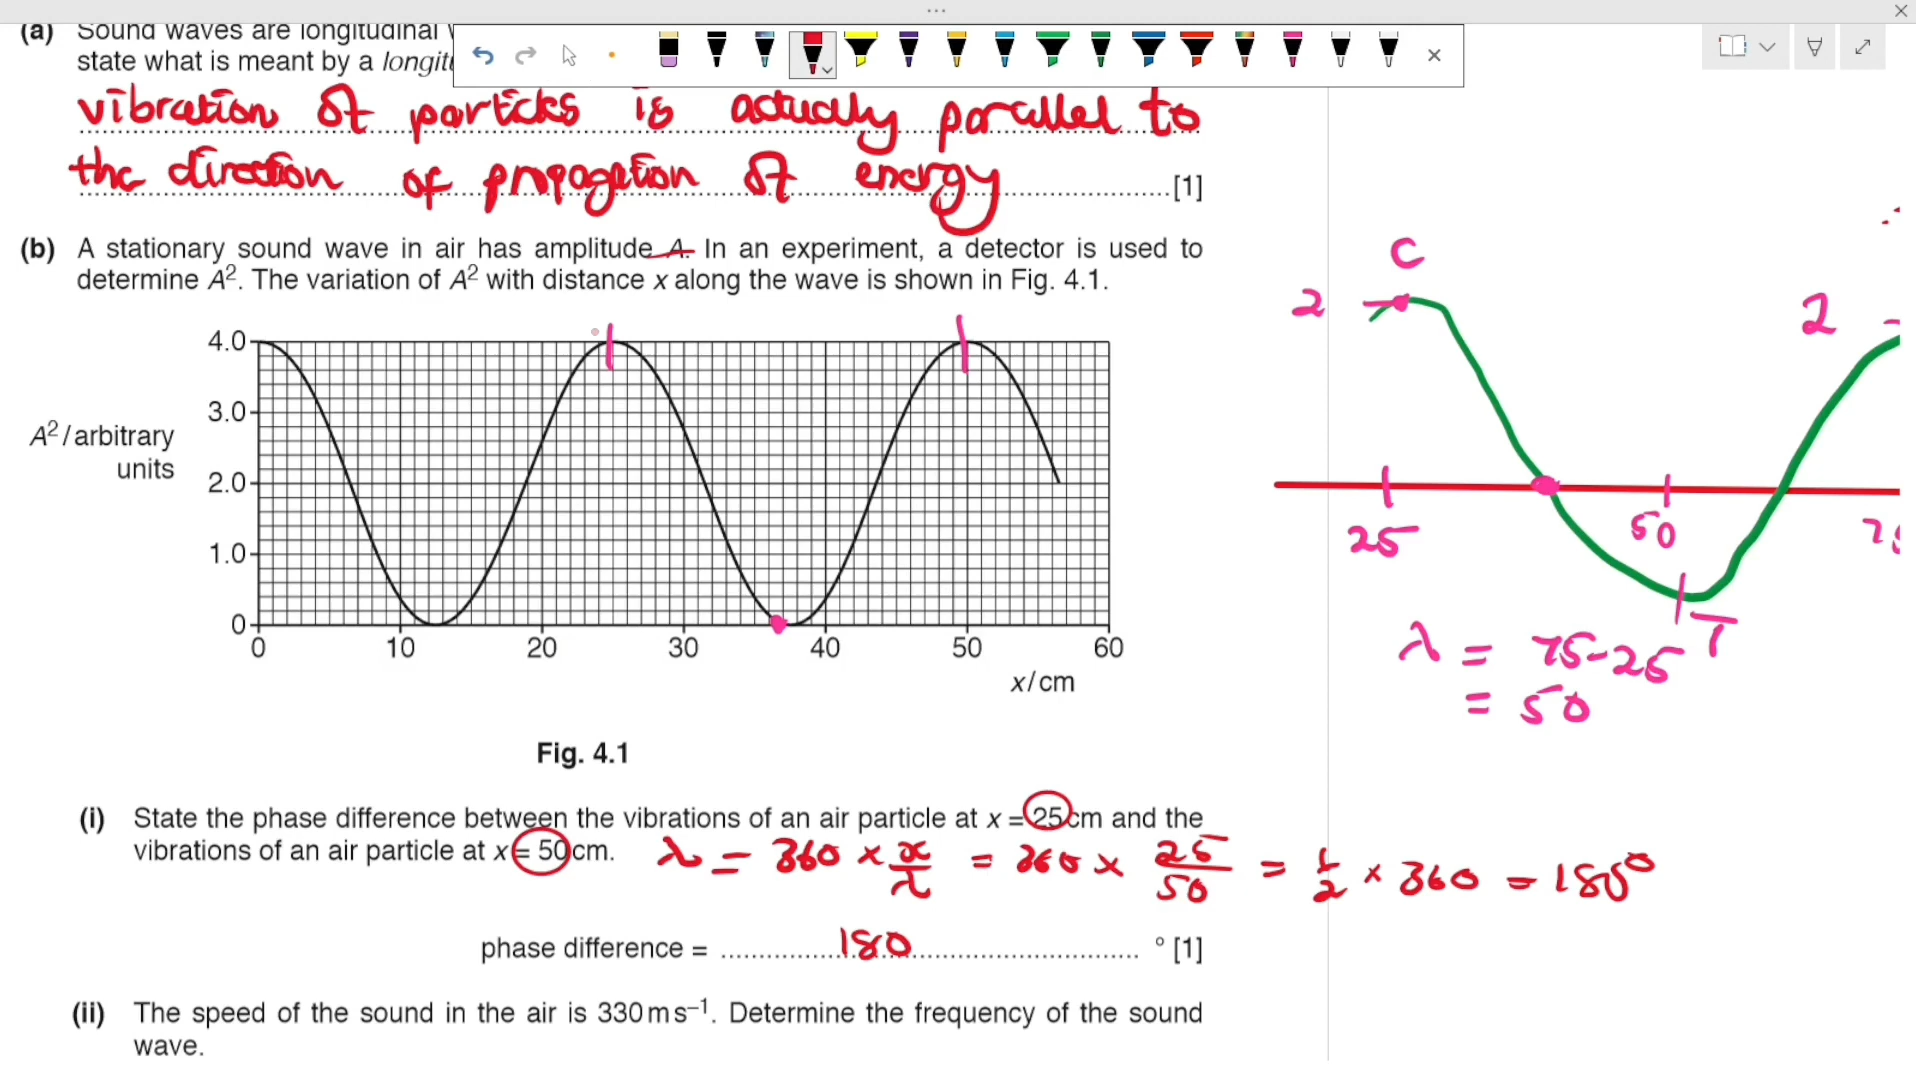 (a) Sound waves are longitudinal
state what is meant by a longit
vibration of particks is actually parallel to
the direction of propagation of energy [1]
(b) A stationary sound wave in air has amplitude A. In an experiment, a detector is used to
determine A². The variation of A² with distance x along the wave is shown in Fig. 4.1.
4.0
3.0
A² / arbitrary
units
2.0
1.0
0
0 10 20 30 40 50 60
x / cm
Fig. 4.1
C
2
2
25
50
T
λ = 75-25
= 50
(i) State the phase difference between the vibrations of an air particle at x = 25 cm and the
vibrations of an air particle at x = 50 cm.
λ = 360 × x/λ = 360 × 25/50 = 1/2 × 360 = 180°
phase difference = 180 ° [1]
(ii) The speed of the sound in the air is 330 m s⁻¹. Determine the frequency of the sound
wave.